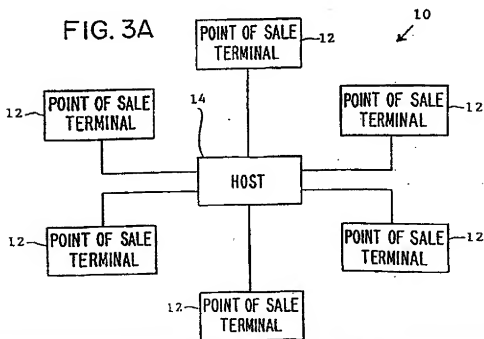 FIG. 3A
10
POINT OF SALE
TERMINAL
12
12
POINT OF SALE
TERMINAL
14
POINT OF SALE
TERMINAL
12
HOST
12
POINT OF SALE
TERMINAL
POINT OF SALE
TERMINAL
12
12
POINT OF SALE
TERMINAL